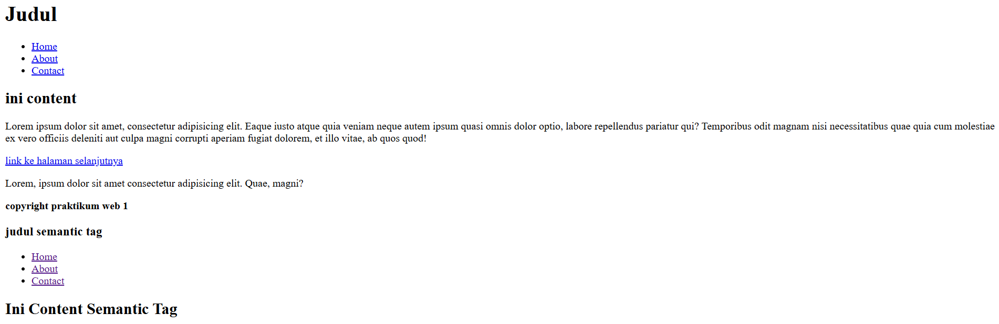 Judul
Home
About
Contact
ini content
Lorem ipsum dolor sit amet, consectetur adipisicing elit. Eaque iusto atque quia veniam neque autem ipsum quasi omnis dolor optio, labore repellendus pariatur qui? Temporibus odit magnam nisi necessitatibus quae quia cum molestiae
ex vero officiis deleniti aut culpa magni corrupti aperiam fugiat dolorem, et illo vitae, ab quos quod!
link ke halaman selanjutnya
Lorem, ipsum dolor sit amet consectetur adipisicing elit. Quae, magni?
copyright praktikum web 1
judul semantic tag
Home
About
Contact
Ini Content Semantic Tag